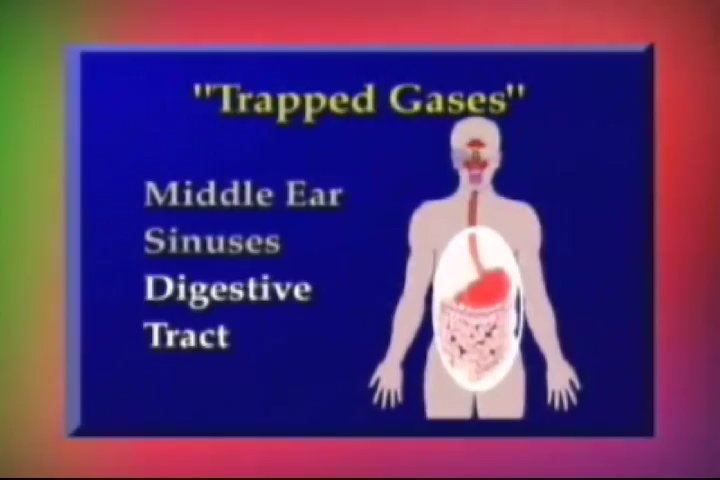 "Trapped Gases"
Middle Ear
Sinuses
Digestive
Tract